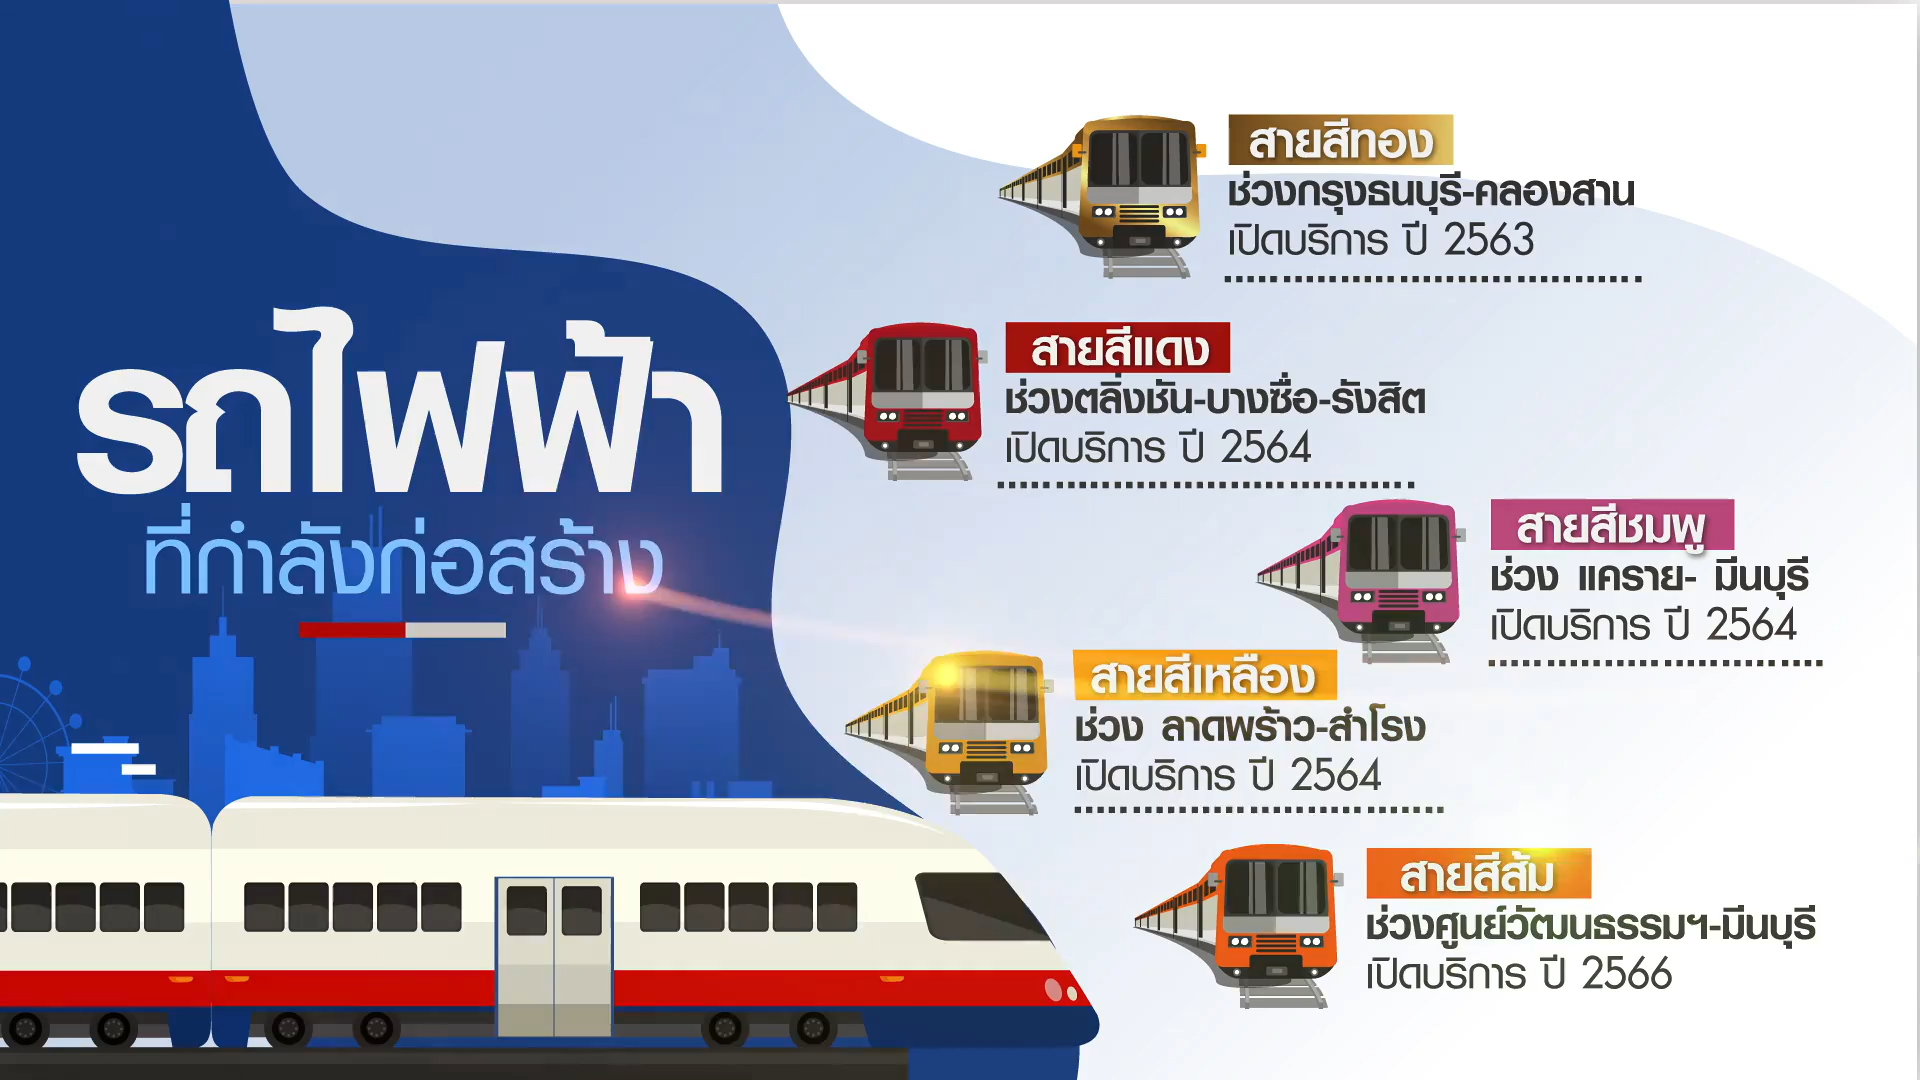 รถไฟฟ้า
ที่กำลังก่อสร้าง
สายสีทอง
ช่วงกรุงธนบุรี-คลองสาน
เปิดบริการ ปี 2563
สายสีแดง
ช่วงตลิ่งชัน-บางซื่อ-รังสิต
เปิดบริการ ปี 2564
สายสีชมพู
ช่วง แคราย- มีนบุรี
เปิดบริการ ปี 2564
สายสีเหลือง
ช่วง ลาดพร้าว-สำโรง
เปิดบริการ ปี 2564
สายสีส้ม
ช่วงศูนย์วัฒนธรรมฯ-มีนบุรี
เปิดบริการ ปี 2566